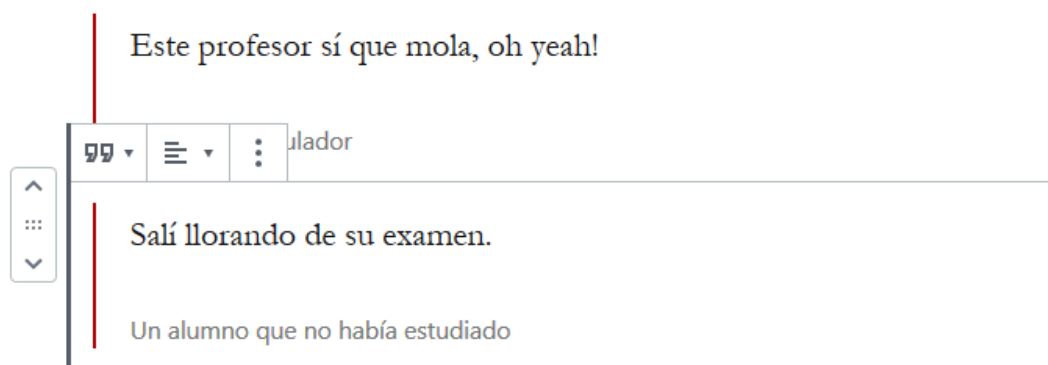 Este profesor sí que mola, oh yeah!
Salí llorando de su examen.
Un alumno que no había estudiado